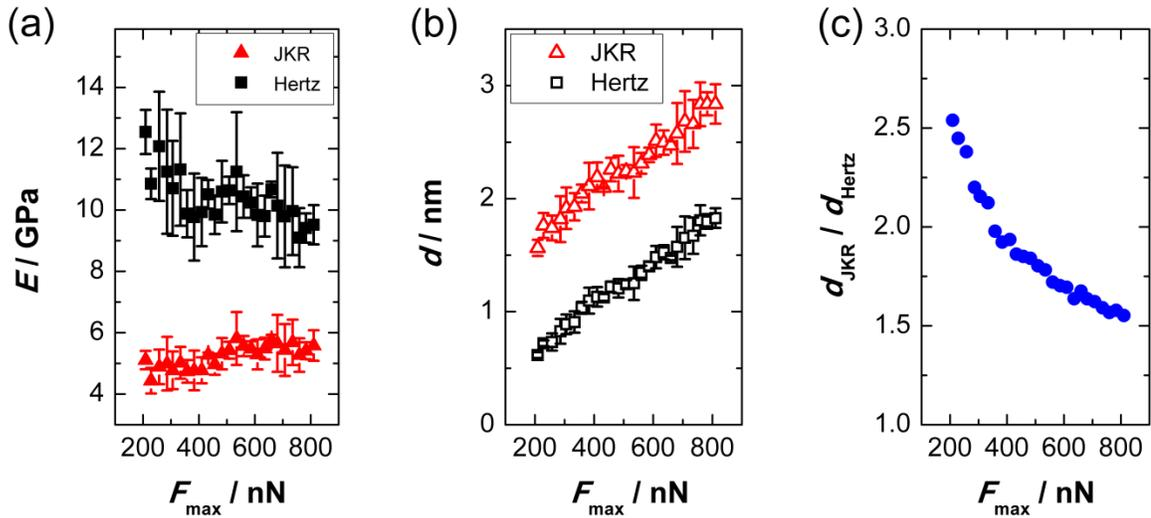 (a)
JKR
Hertz
14
12
10
8
6
4
E / GPa
200 400 600 800
Fmax / nN
(b)
JKR
Hertz
3
2
1
0
d / nm
200 400 600 800
Fmax / nN
(c)
3.0
2.5
2.0
1.5
1.0
dJKR / dHertz
200 400 600 800
Fmax / nN